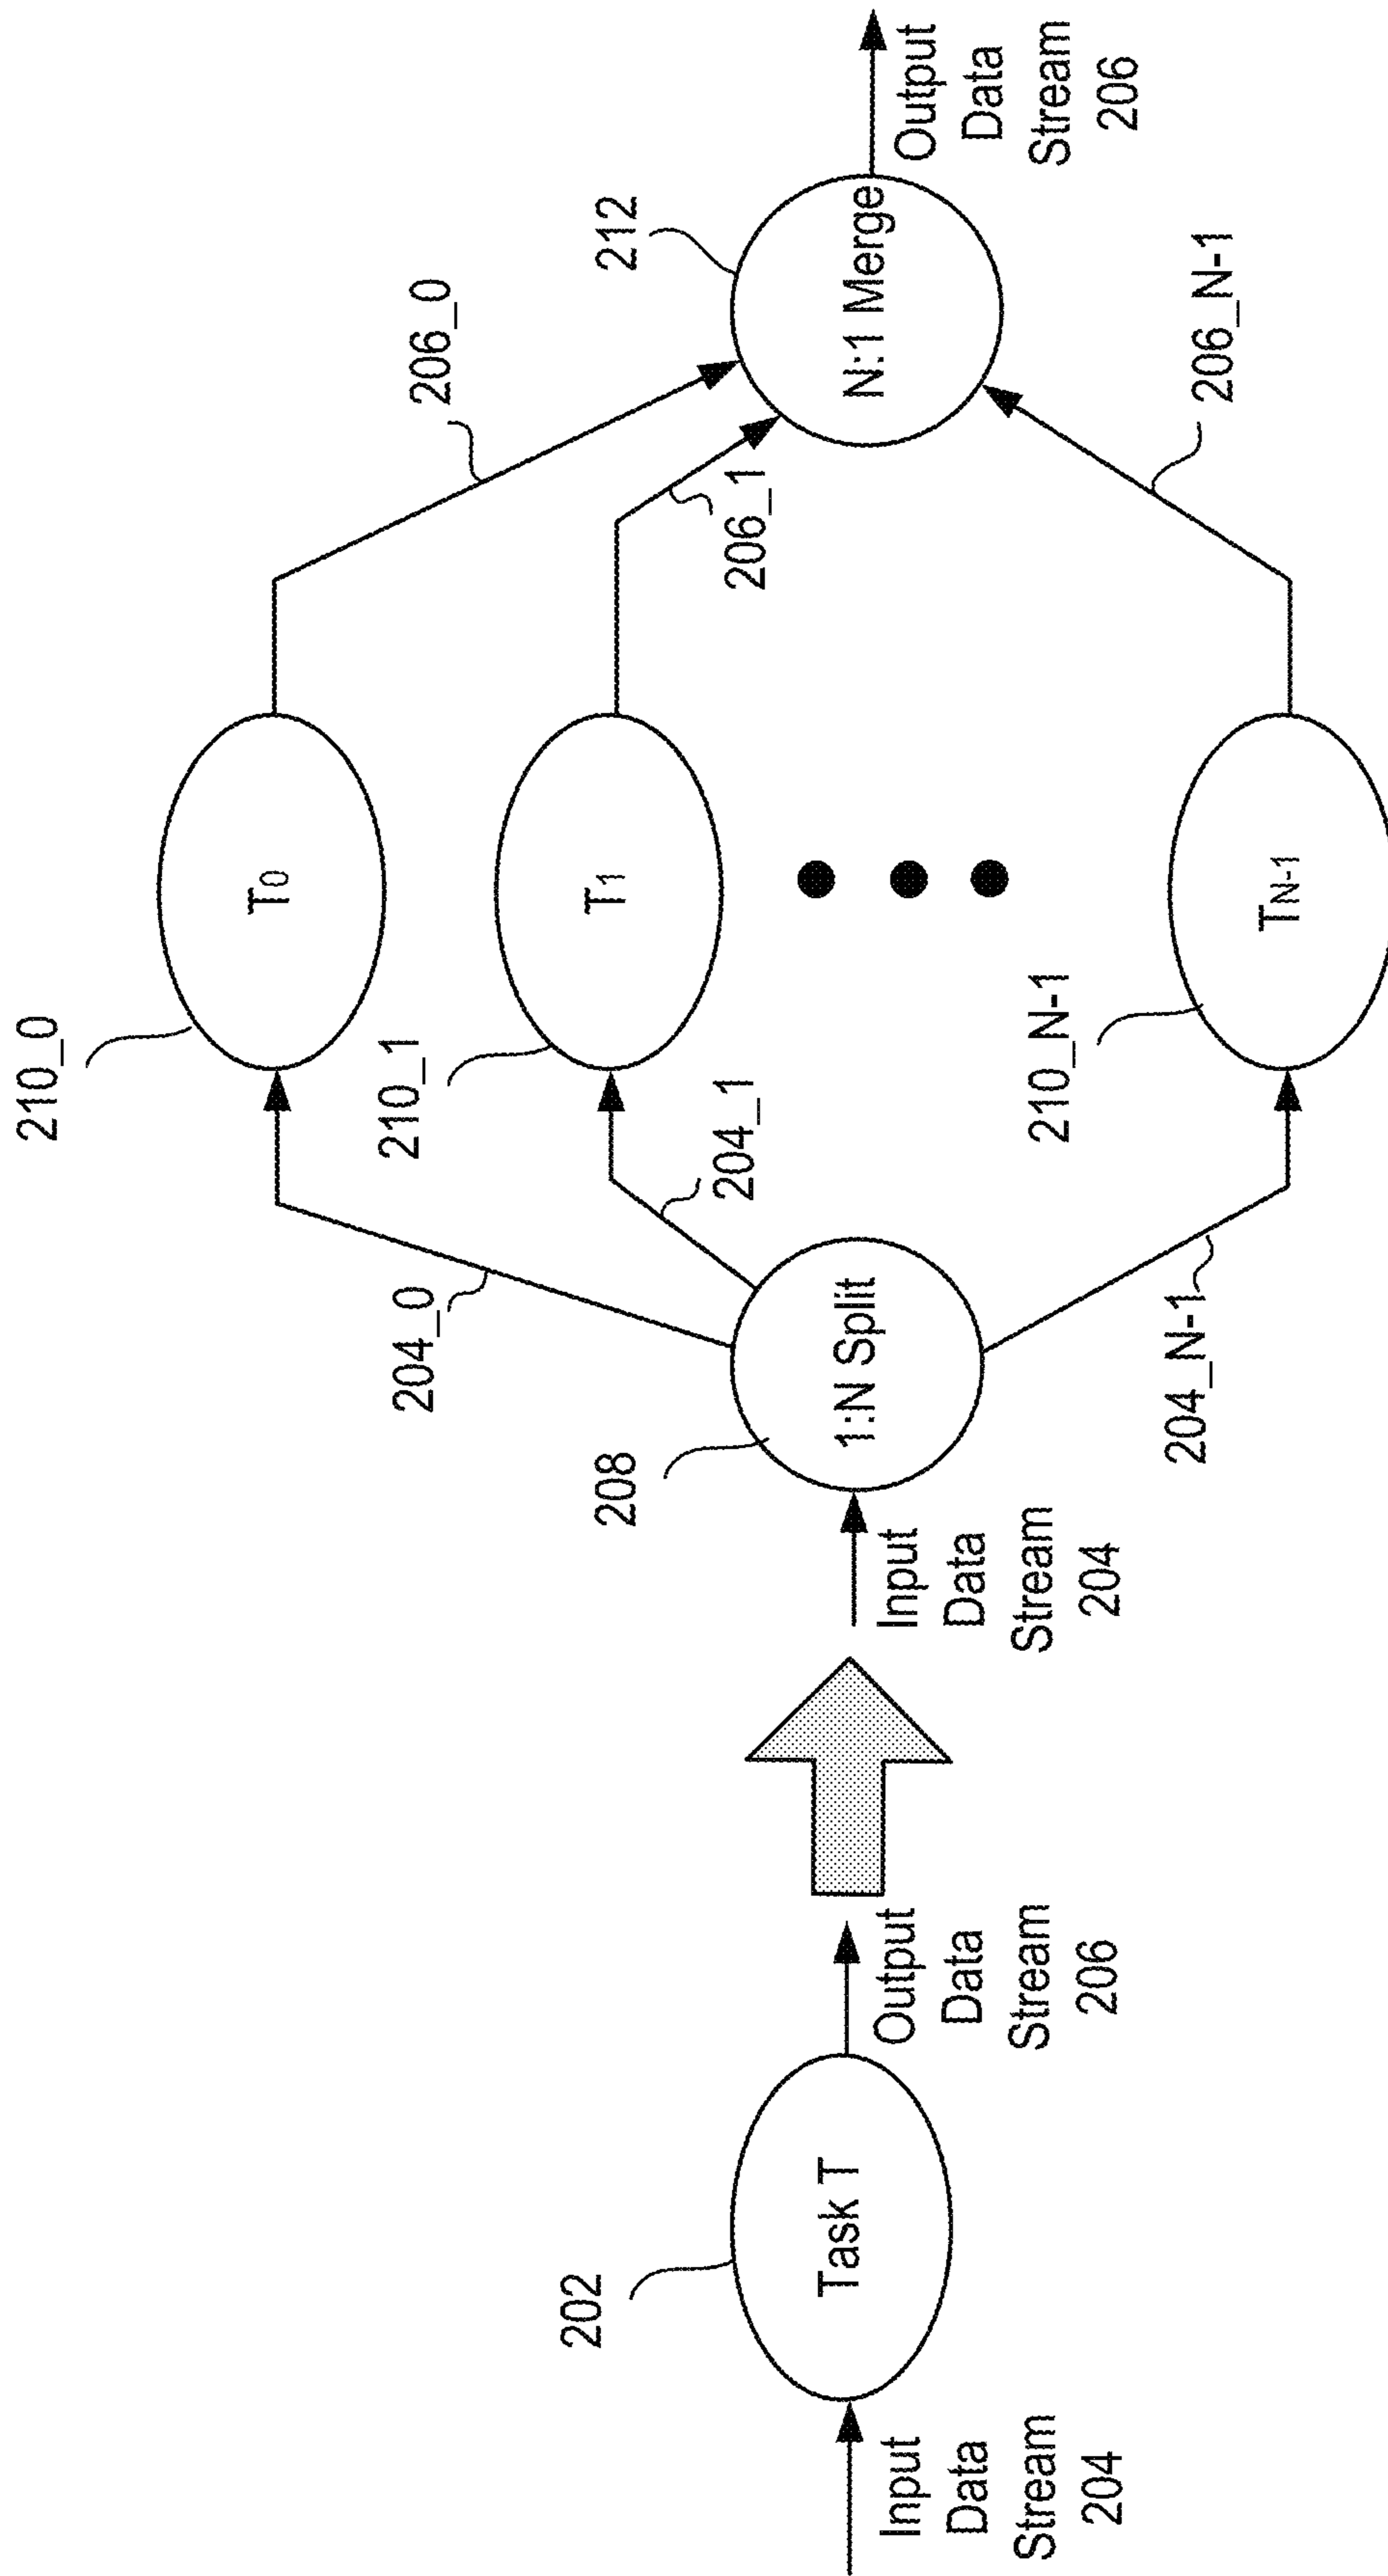 202
Task T
Input
Data
Stream
204
Output
Data
Stream
206
Input
Data
Stream
204
208
1:N Split
204_0
204_1
204_N-1
210_0
T0
210_1
T1
210_N-1
TN-1
206_0
206_1
206_N-1
212
N:1 Merge
Output
Data
Stream
206